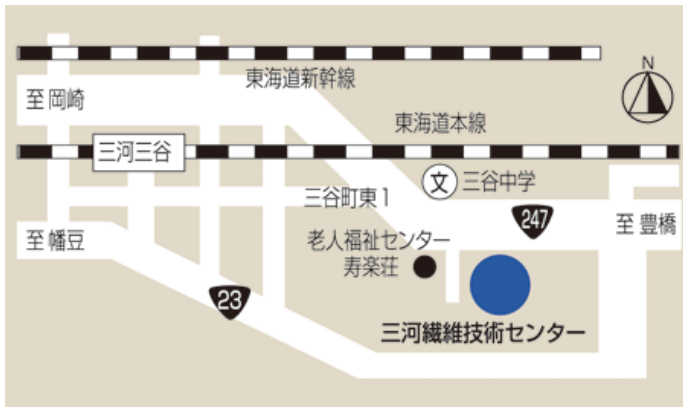 東海道新幹線
N
至岡崎
東海道本線
三河三谷
文
三谷中学
三谷町東1
247
至豊橋
至幡豆
老人福祉センター
寿楽荘
23
三河繊維技術センター